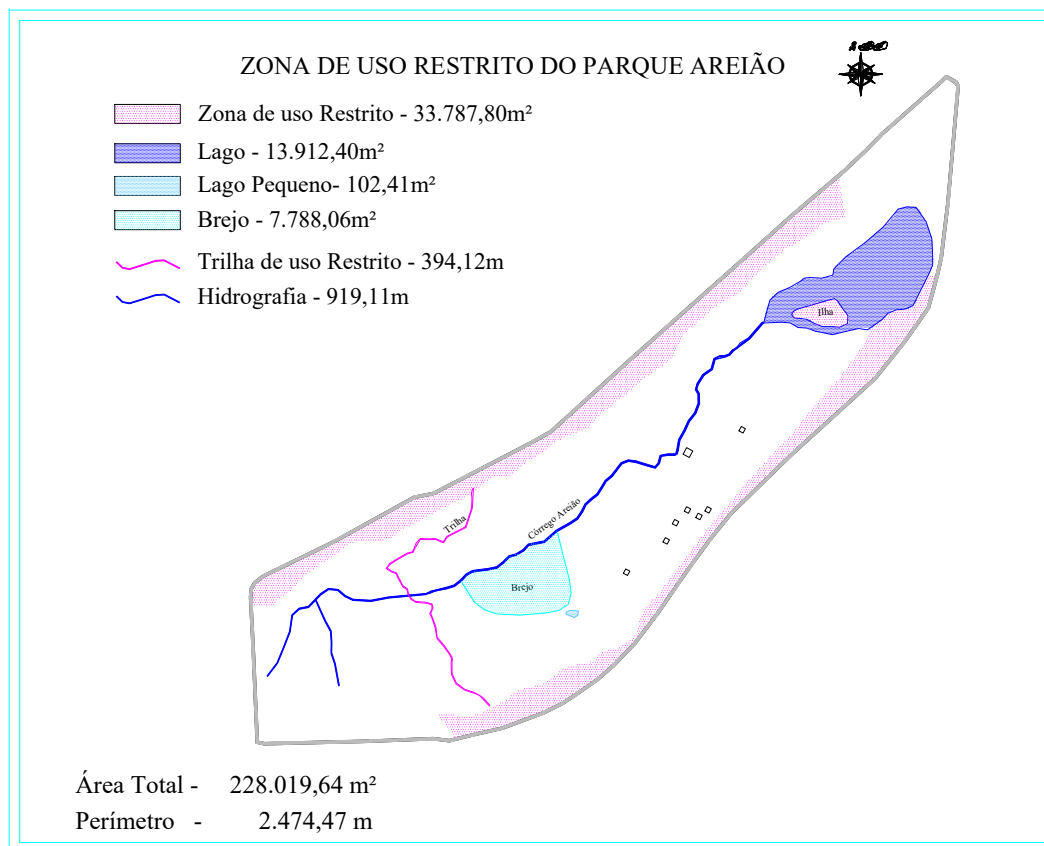 ZONA DE USO RESTRITO DO PARQUE AREIÃO
Zona de uso Restrito - 33.787,80m²
Lago - 13.912,40m²
Lago Pequeno- 102,41m²
Brejo - 7.788,06m²
Trilha de uso Restrito - 394,12m
Hidrografia - 919,11m
Ilha
Trilha
Córrego Areião
Brejo
Área Total - 228.019,64 m²
Perímetro - 2.474,47 m